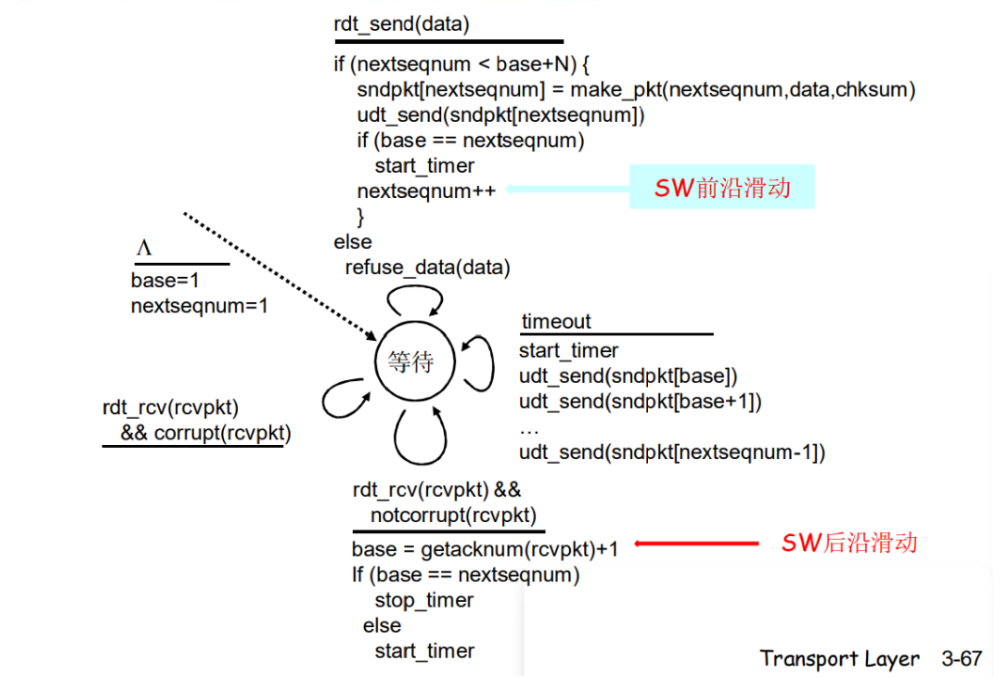 rdt_send(data)
if (nextseqnum < base+N) {
sndpkt[nextseqnum] = make_pkt(nextseqnum,data,chksum)
udt_send(sndpkt[nextseqnum])
if (base == nextseqnum)
start_timer
nextseqnum++
SW前沿滑动
}
else
refuse_data(data)
Λ
base=1
nextseqnum=1
等待
timeout
start_timer
udt_send(sndpkt[base])
udt_send(sndpkt[base+1])
…
udt_send(sndpkt[nextseqnum-1])
rdt_rcv(rcvpkt)
&& corrupt(rcvpkt)
rdt_rcv(rcvpkt) &&
notcorrupt(rcvpkt)
base = getacknum(rcvpkt)+1
SW后沿滑动
If (base == nextseqnum)
stop_timer
else
start_timer
Transport Layer 3-67